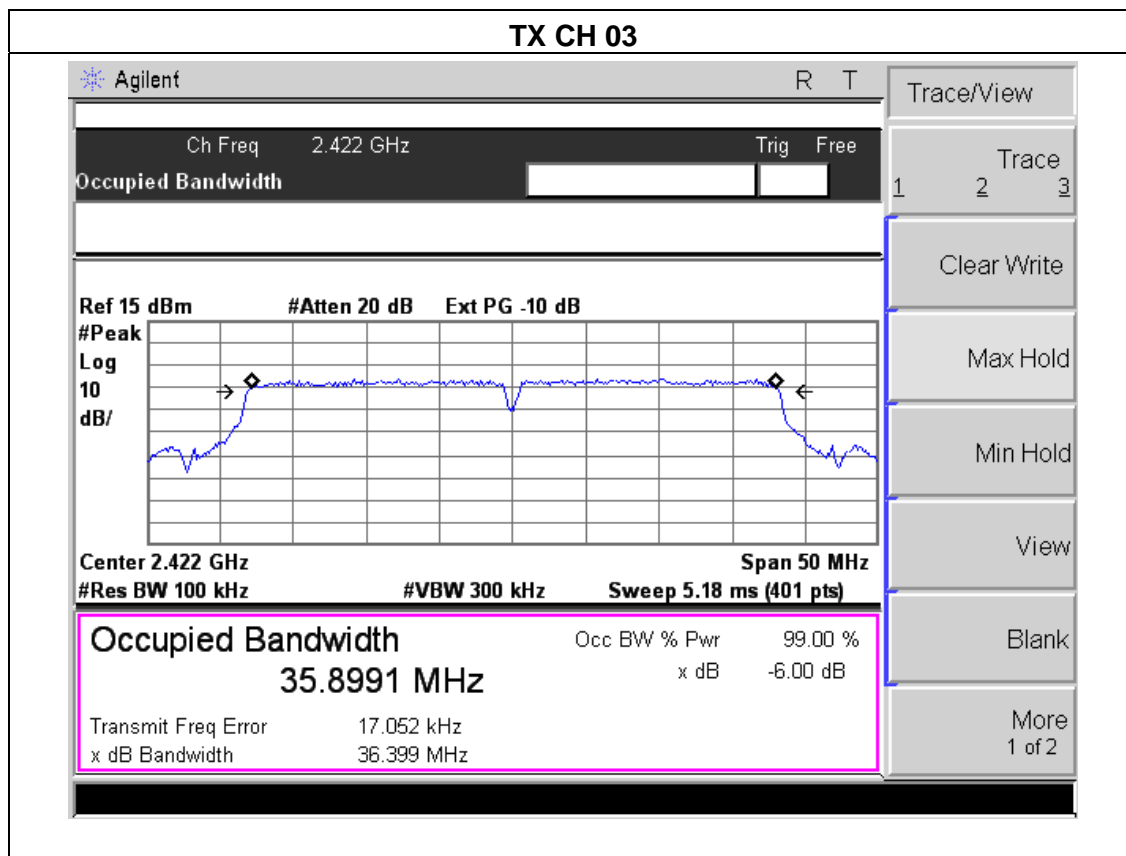 TX CH 03
Agilent R T
Trace/View
Ch Freq 2.422 GHz Trig Free
Occupied Bandwidth
Trace
1 2 3
Clear Write
Ref 15 dBm #Atten 20 dB Ext PG -10 dB
#Peak
Log
10
dB/
Max Hold
Min Hold
View
Center 2.422 GHz Span 50 MHz
#Res BW 100 kHz #VBW 300 kHz Sweep 5.18 ms (401 pts)
Occupied Bandwidth Occ BW % Pwr 99.00 %
35.8991 MHz x dB -6.00 dB
Blank
Transmit Freq Error 17.052 kHz
x dB Bandwidth 36.399 MHz
More
1 of 2